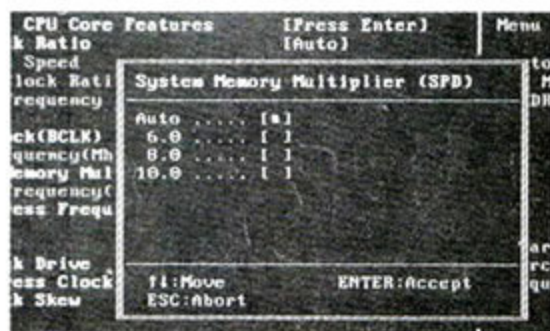 CPU Core Features [Press Enter] Menu
k Ratio [Auto]
Speed
lock Rati
requency
System Memory Multiplier (SPD)
Auto ..... [■]
6.0 ..... [ ]
8.0 ..... [ ]
10.0 ..... [ ]
ck(BCLK)
quency(Mh
emory Mul
requency(
ess Frequ
k Drive
ess Clock
k Skew
↑↓:Move ENTER:Accept
ESC:Abort